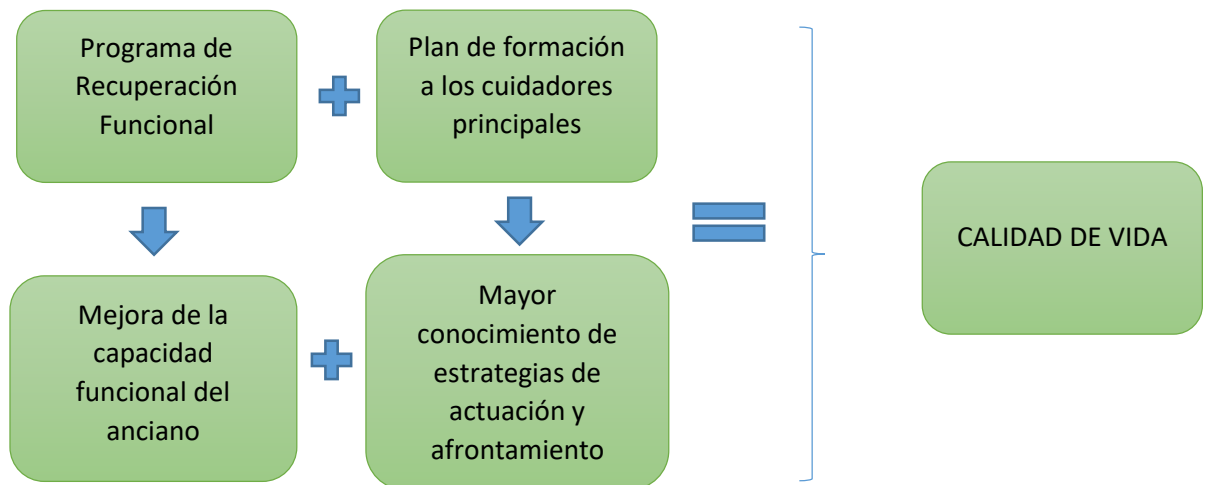 Programa de
Recuperación
Funcional
Plan de formación
a los cuidadores
principales
Mejora de la
capacidad
funcional del
anciano
Mayor
conocimiento de
estrategias de
actuación y
afrontamiento
CALIDAD DE VIDA